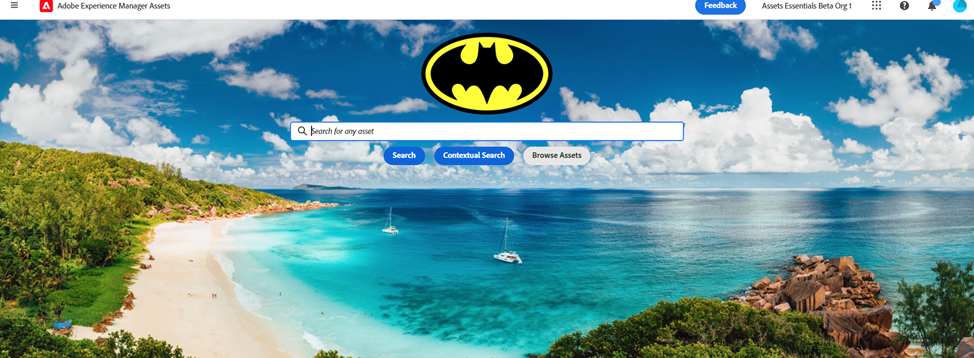 Adobe Experience Manager Assets
Feedback
Assets Essentials Beta Org 1
Search for any asset
Search
Contextual Search
Browse Assets